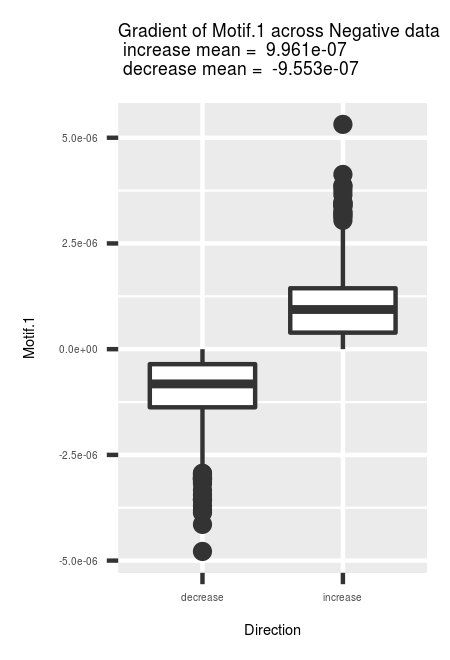 Gradient of Motif.1 across Negative data
increase mean =  9.961e-07
decrease mean =  -9.553e-07
5.0e-06
2.5e-06
0.0e+00
-2.5e-06
-5.0e-06
Motif.1
decrease increase
Direction